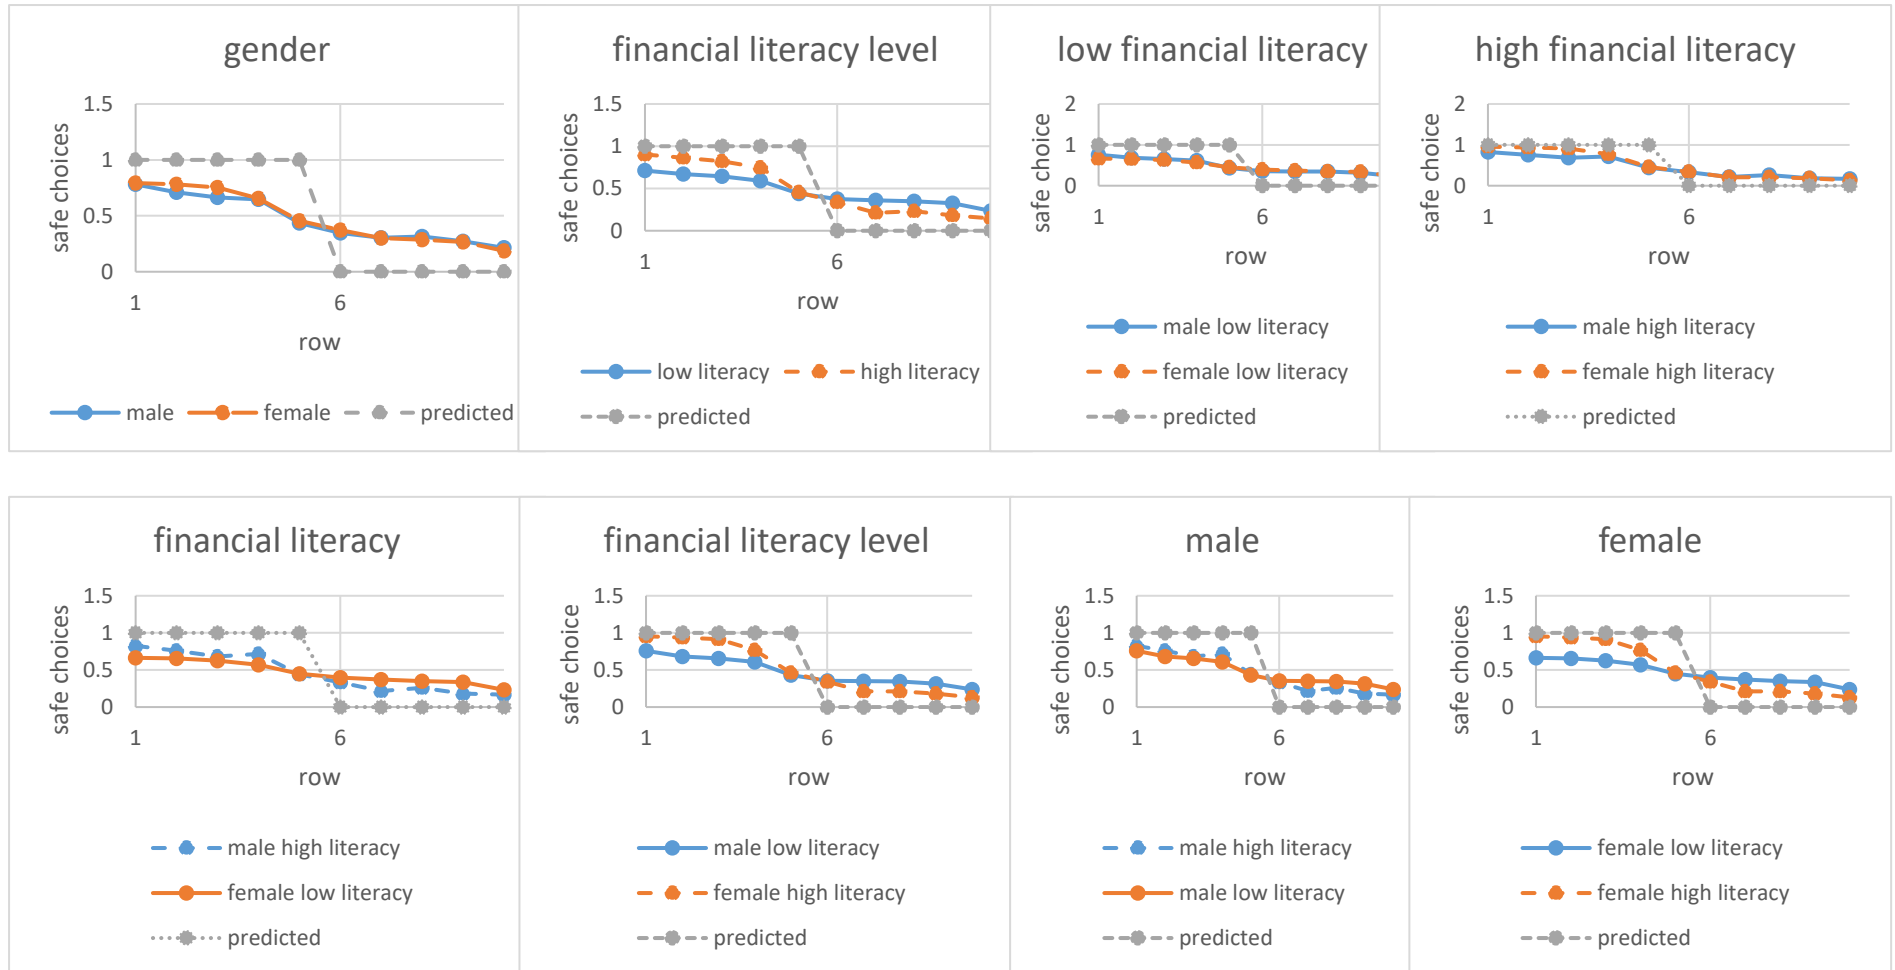 gender
1.5
1
0.5
0
safe choices
1
6
row
male
female
predicted
financial literacy level
1.5
1
0.5
0
safe choices
1
6
row
low literacy
high literacy
predicted
low financial literacy
2
1
0
safe choice
1
6
row
male low literacy
female low literacy
predicted
high financial literacy
2
1
0
safe choice
1
6
row
male high literacy
female high literacy
predicted
financial literacy
1.5
1
0.5
0
safe choices
1
6
row
male high literacy
female low literacy
predicted
financial literacy level
1.5
1
0.5
0
safe choice
1
6
row
male low literacy
female high literacy
predicted
male
1.5
1
0.5
0
safe choices
1
6
row
male high literacy
male low literacy
predicted
female
1.5
1
0.5
0
safe choices
1
6
row
female low literacy
female high literacy
predicted